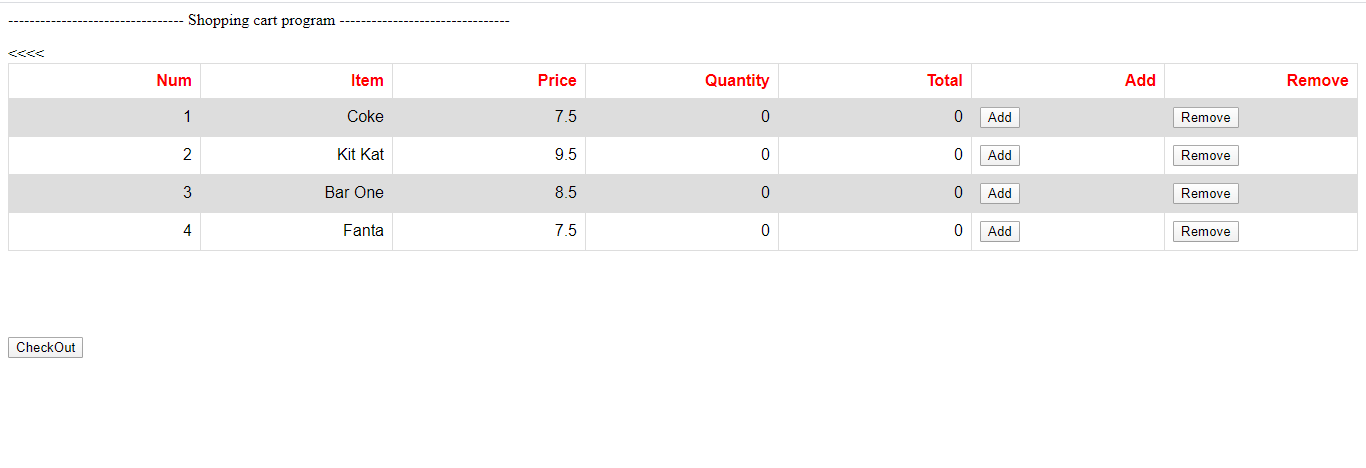 --------------------------------- Shopping cart program --------------------------------
<<<<
Num Item Price Quantity Total Add Remove
1 Coke 7.5 0 0 Add Remove
2 Kit Kat 9.5 0 0 Add Remove
3 Bar One 8.5 0 0 Add Remove
4 Fanta 7.5 0 0 Add Remove
CheckOut